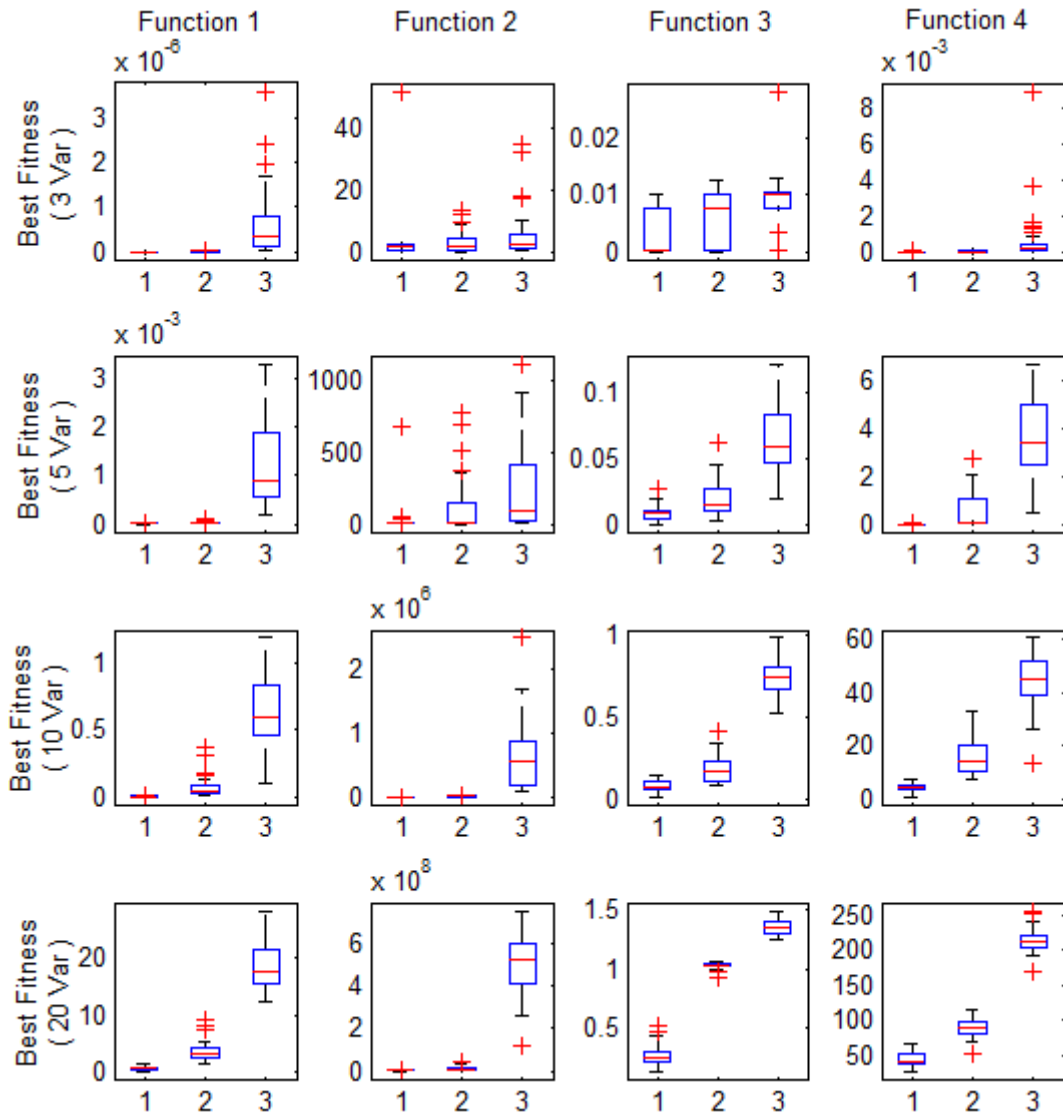 Function 1 Function 2 Function 3 Function 4
x 10^-6 x 10^-3
Best Fitness
( 3 Var )
3
2
1
0
1 2 3
40
20
0
1 2 3
0.02
0.01
0
1 2 3
8
6
4
2
0
1 2 3
x 10^-3
Best Fitness
( 5 Var )
3
2
1
0
1 2 3
1000
500
0
1 2 3
0.1
0.05
0
1 2 3
6
4
2
0
1 2 3
x 10^6
Best Fitness
( 10 Var )
1
0.5
0
1 2 3
2
1
0
1 2 3
1
0.5
0
1 2 3
60
40
20
0
1 2 3
x 10^8
Best Fitness
( 20 Var )
20
10
0
1 2 3
6
4
2
0
1 2 3
1.5
1
0.5
1 2 3
250
200
150
100
50
1 2 3